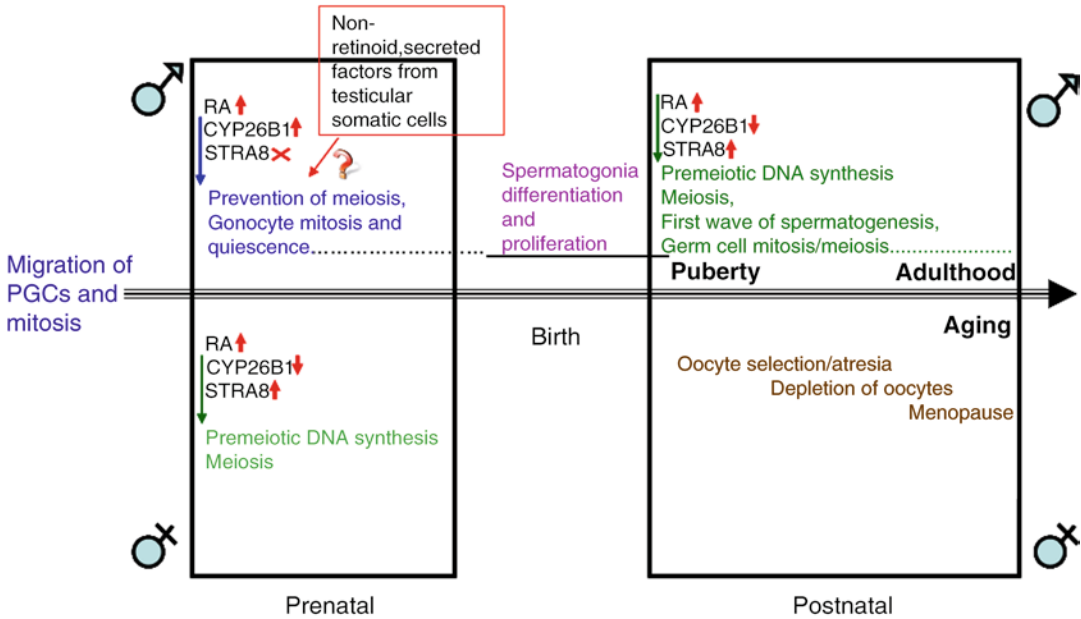 Non-
retinoid,secreted
factors from
testicular
somatic cells
RA
CYP26B1
STRA8
?
Prevention of meiosis,
Gonocyte mitosis and
quiescence....................................
Spermatogonia
differentiation
and
proliferation
RA
CYP26B1
STRA8
Premeiotic DNA synthesis
Meiosis,
First wave of spermatogenesis,
Germ cell mitosis/meiosis.....................
Migration of
PGCs and
mitosis
Puberty
Adulthood
Birth
Aging
RA
CYP26B1
STRA8
Premeiotic DNA synthesis
Meiosis
Oocyte selection/atresia
Depletion of oocytes
Menopause
Prenatal
Postnatal